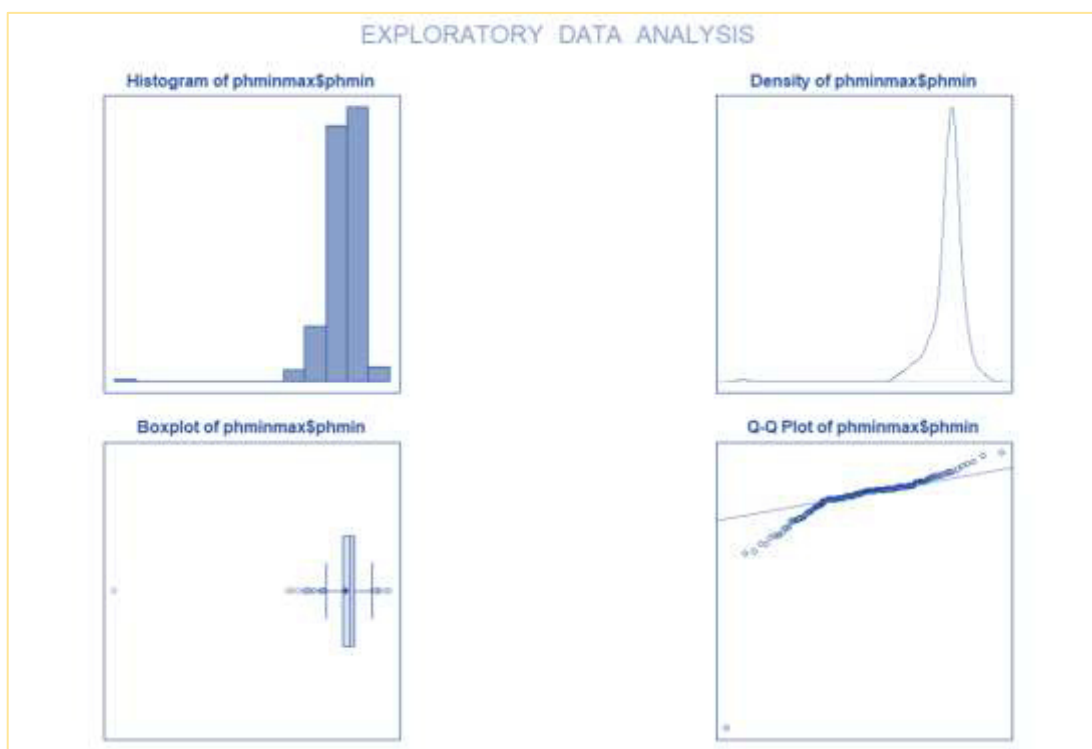 EXPLORATORY DATA ANALYSIS
Histogram of phminmax$phmin
Density of phminmax$phmin
Boxplot of phminmax$phmin
Q-Q Plot of phminmax$phmin